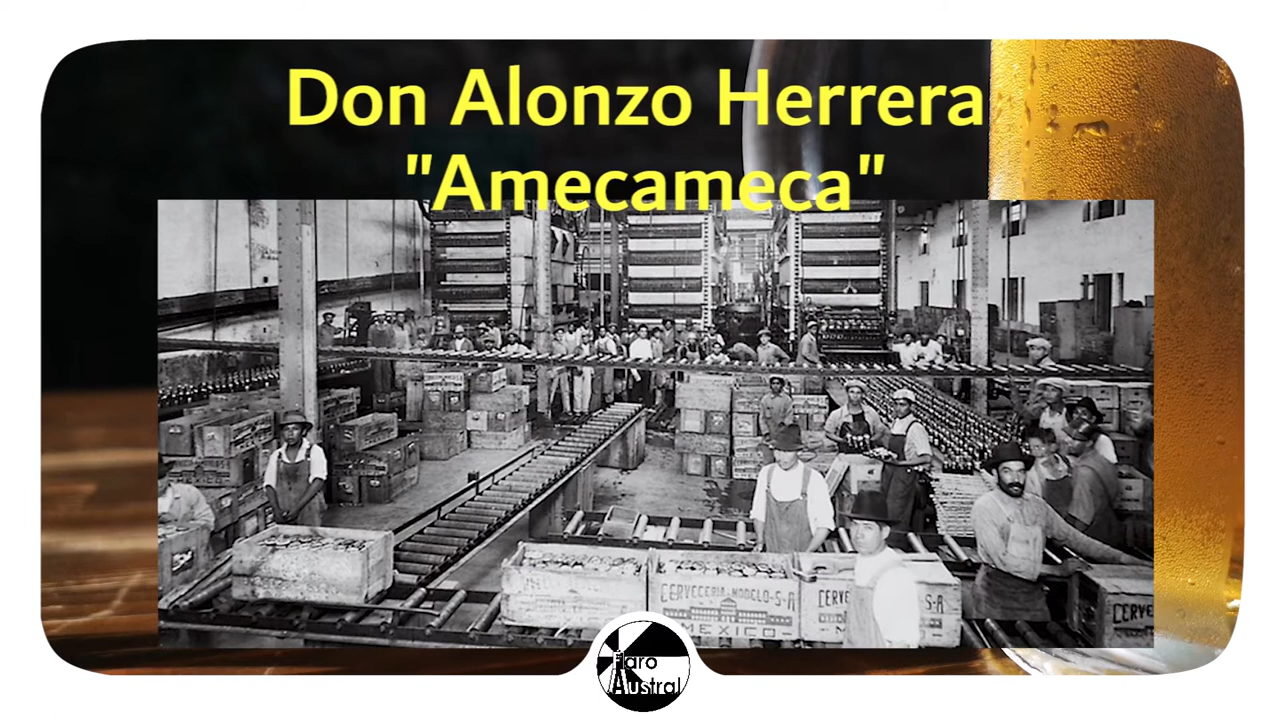 Don Alonzo Herrera
"Amecameca"
CERVECERIA MODELO S-A
MEXICO
CERVE S-A
M
CERVE
Faro
Austral